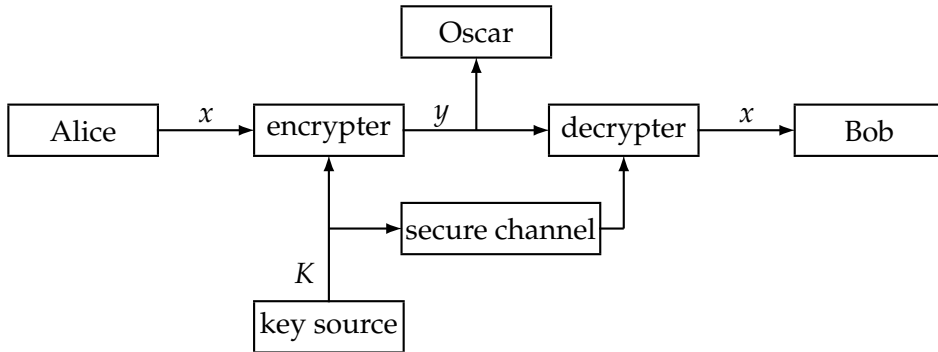 Oscar
Alice
x
encrypter
y
decrypter
x
Bob
secure channel
K
key source